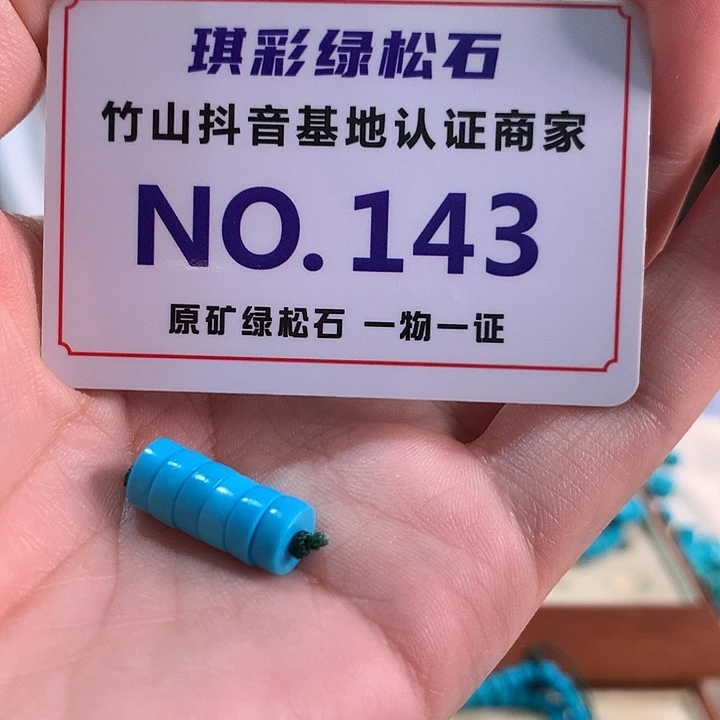 琪彩绿松石
竹山抖音基地认证商家
NO.143
原矿绿松石 一物一证